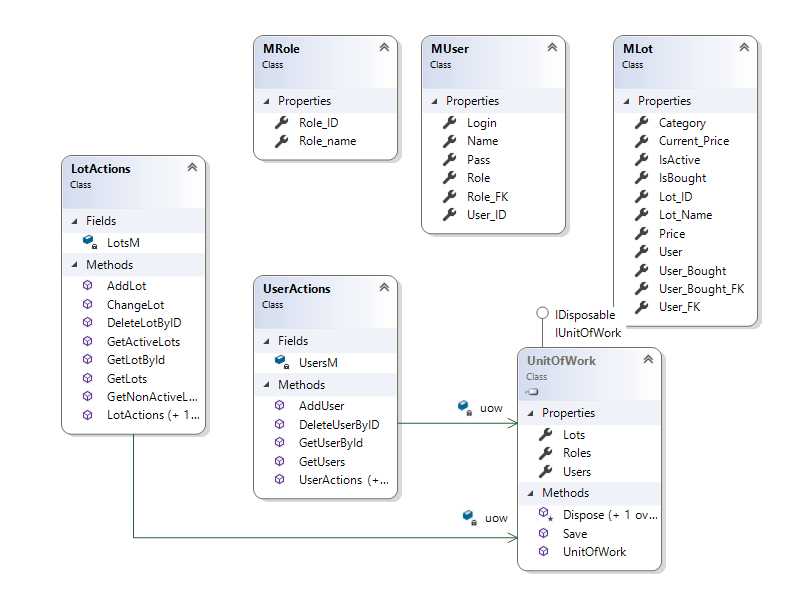 MRole
Class
Properties
Role_ID
Role_name
MUser
Class
Properties
Login
Name
Pass
Role
Role_FK
User_ID
MLot
Class
Properties
Category
Current_Price
IsActive
IsBought
Lot_ID
Lot_Name
Price
User
User_Bought
User_Bought_FK
User_FK
LotActions
Class
Fields
LotsM
Methods
AddLot
ChangeLot
DeleteLotByID
GetActiveLots
GetLotById
GetLots
GetNonActiveL...
LotActions (+ 1...
UserActions
Class
Fields
UsersM
Methods
AddUser
DeleteUserByID
GetUserById
GetUsers
UserActions (+...
uow
uow
IDisposable
IUnitOfWork
UnitOfWork
Class
Properties
Lots
Roles
Users
Methods
Dispose (+ 1 ov...
Save
UnitOfWork